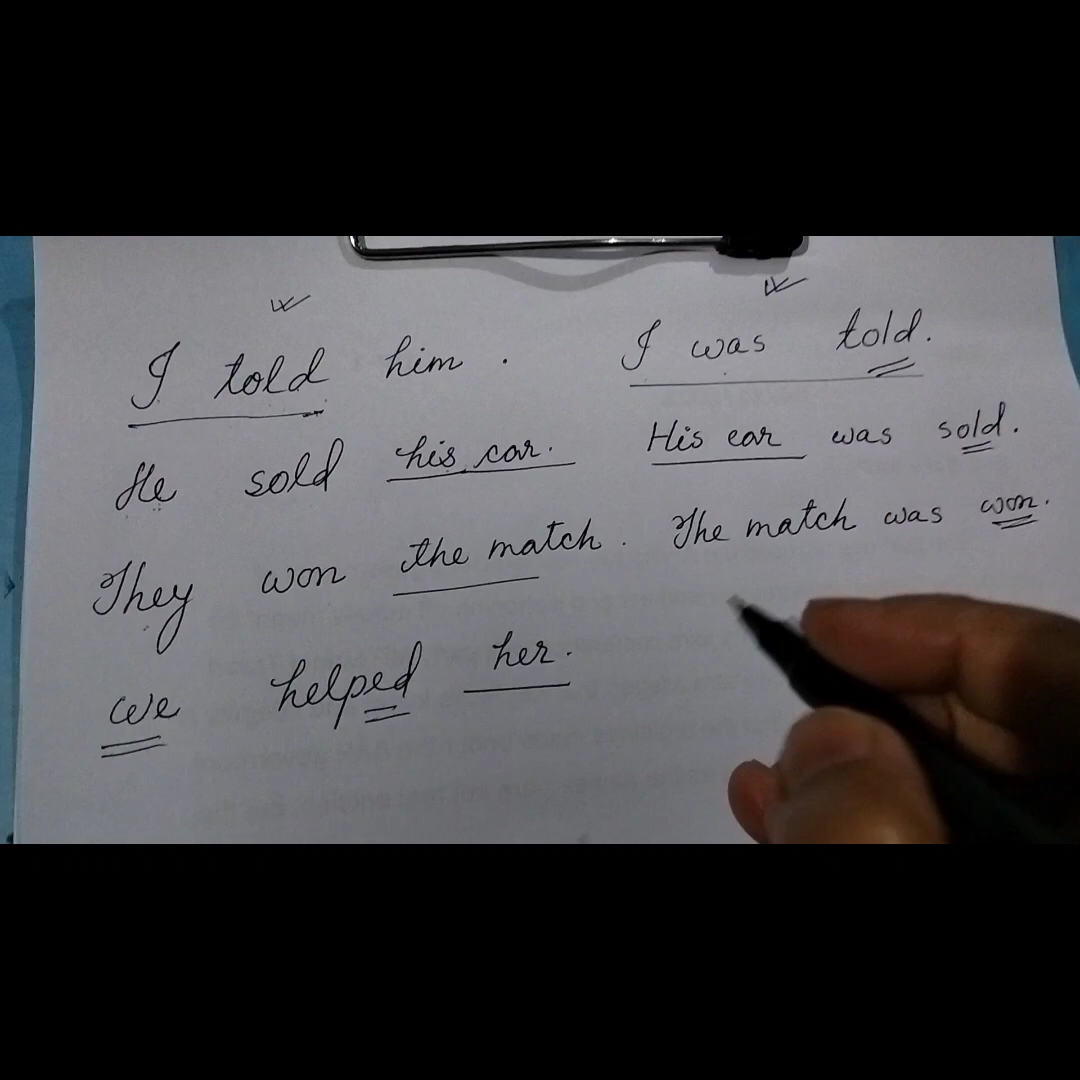 I told him. I was told.
He sold his car. His car was sold.
They won the match. The match was won.
we helped her.